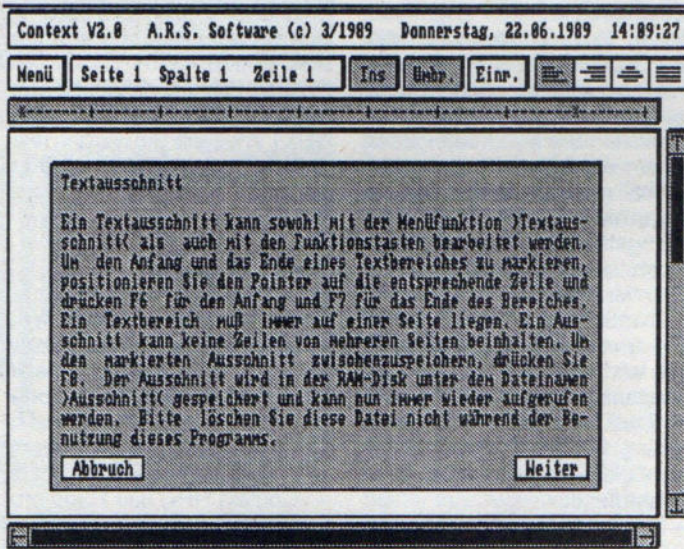 Context V2.0 A.R.S. Software (c) 3/1989 Donnerstag, 22.06.1989 14:09:27
Menü Seite 1 Spalte 1 Zeile 1 Ins Umbr. Einr.
Textausschnitt
Ein Textausschnitt kann sowohl mit der Menüfunktion >Textaus-
schnitt< als auch mit den Funktionstasten bearbeitet werden.
Um den Anfang und das Ende eines Textbereiches zu markieren,
positionieren Sie den Pointer auf die entsprechende Zeile und
drücken F6 für den Anfang und F7 für das Ende des Bereiches.
Ein Textbereich muß immer auf einer Seite liegen. Ein Aus-
schnitt kann keine Zeilen von mehreren Seiten beinhalten. Um
den markierten Ausschnitt zwischenzuspeichern, drücken Sie
F8. Der Ausschnitt wird in der RAM-Disk unter dem Dateinamen
>Ausschnitt< gespeichert und kann nun immer wieder aufgerufen
werden. Bitte löschen Sie diese Datei nicht während der Be-
nutzung dieses Programms.
Abbruch Weiter